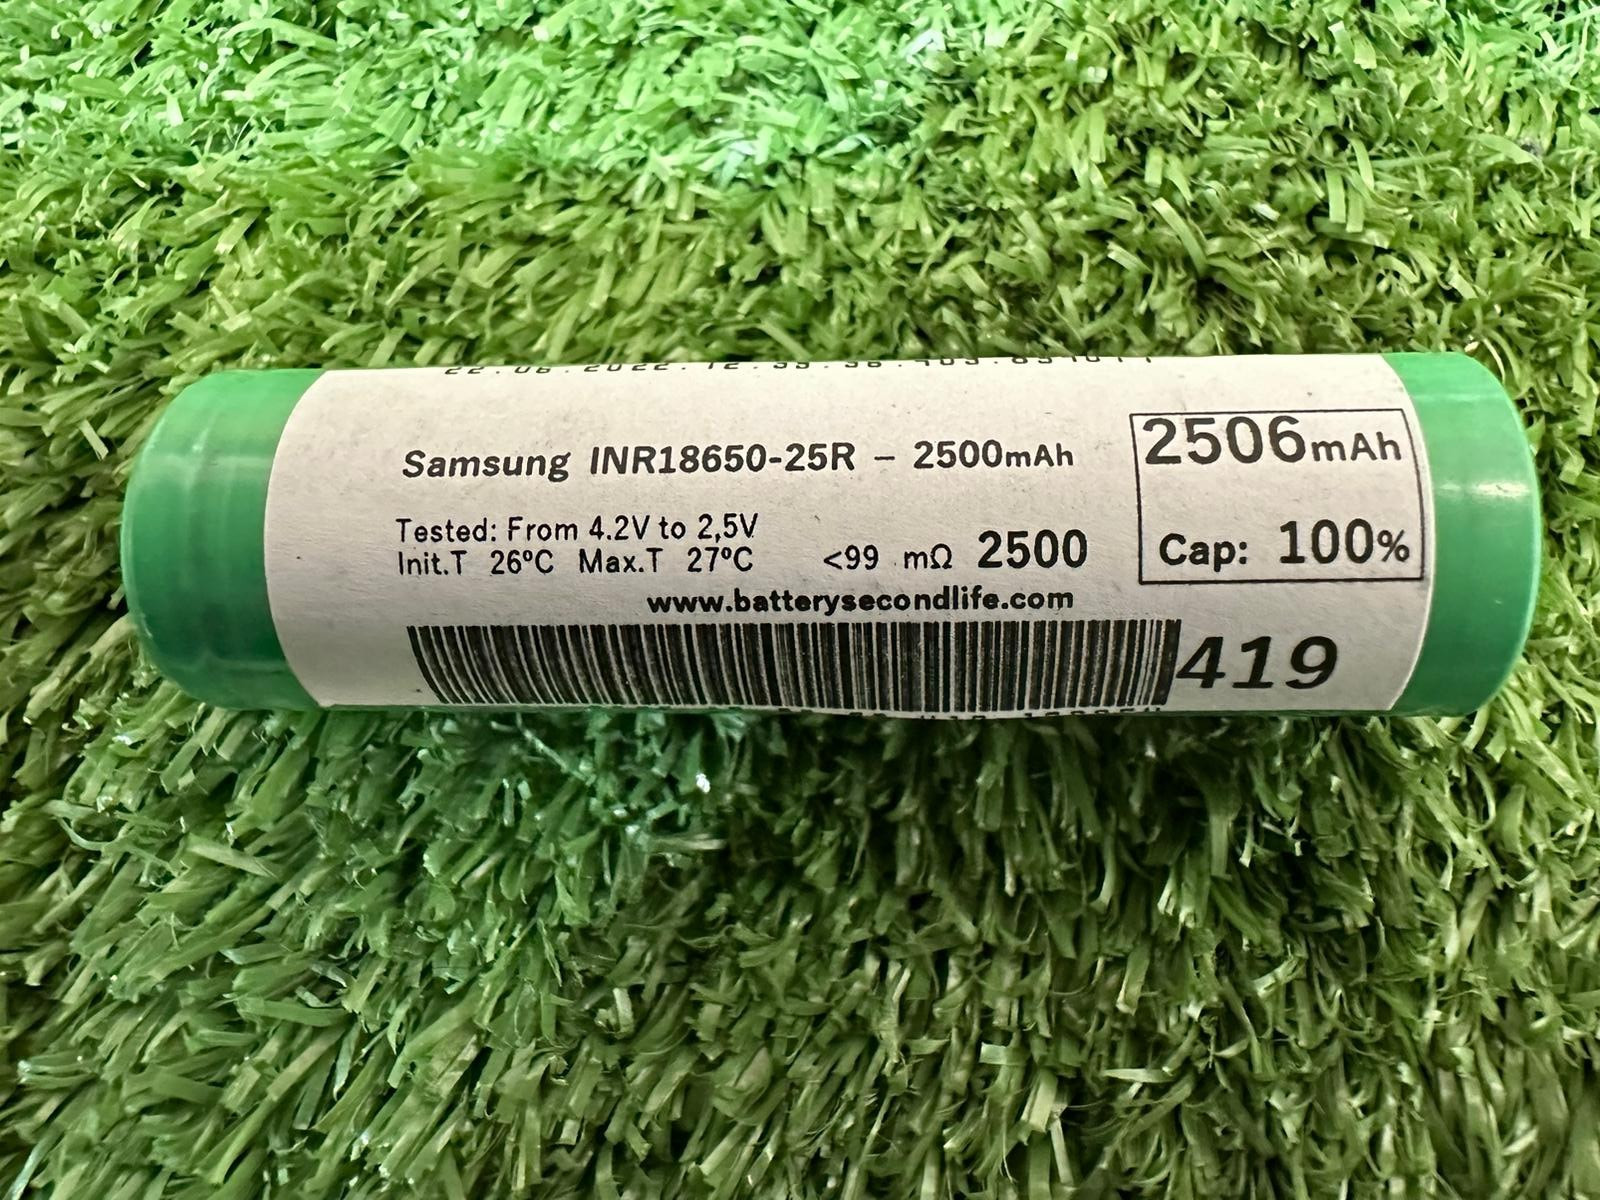 Samsung INR18650-25R – 2500mAh
2506mAh
Tested: From 4.2V to 2,5V
Init.T 26ºC Max.T 27ºC <99 mΩ 2500
Cap: 100%
www.batterysecondlife.com
419